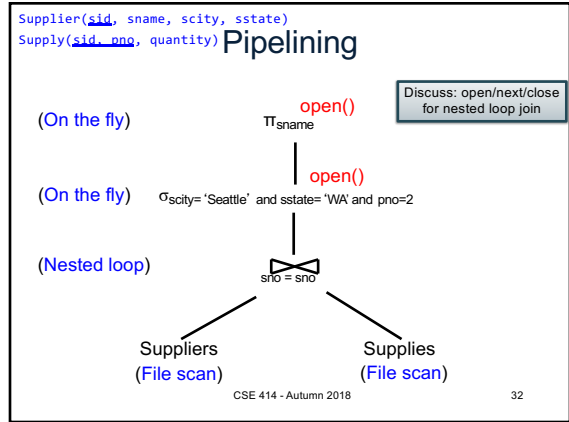 Supplier(sid, sname, scity, sstate)
Supply(sid, pno, quantity)
Pipelining
Discuss: open/next/close
for nested loop join
open()
(On the fly)
πsname
open()
(On the fly)
σscity= ‘Seattle’ and sstate= ‘WA’ and pno=2
(Nested loop)
sno = sno
Suppliers
(File scan)
Supplies
(File scan)
CSE 414 - Autumn 2018
32